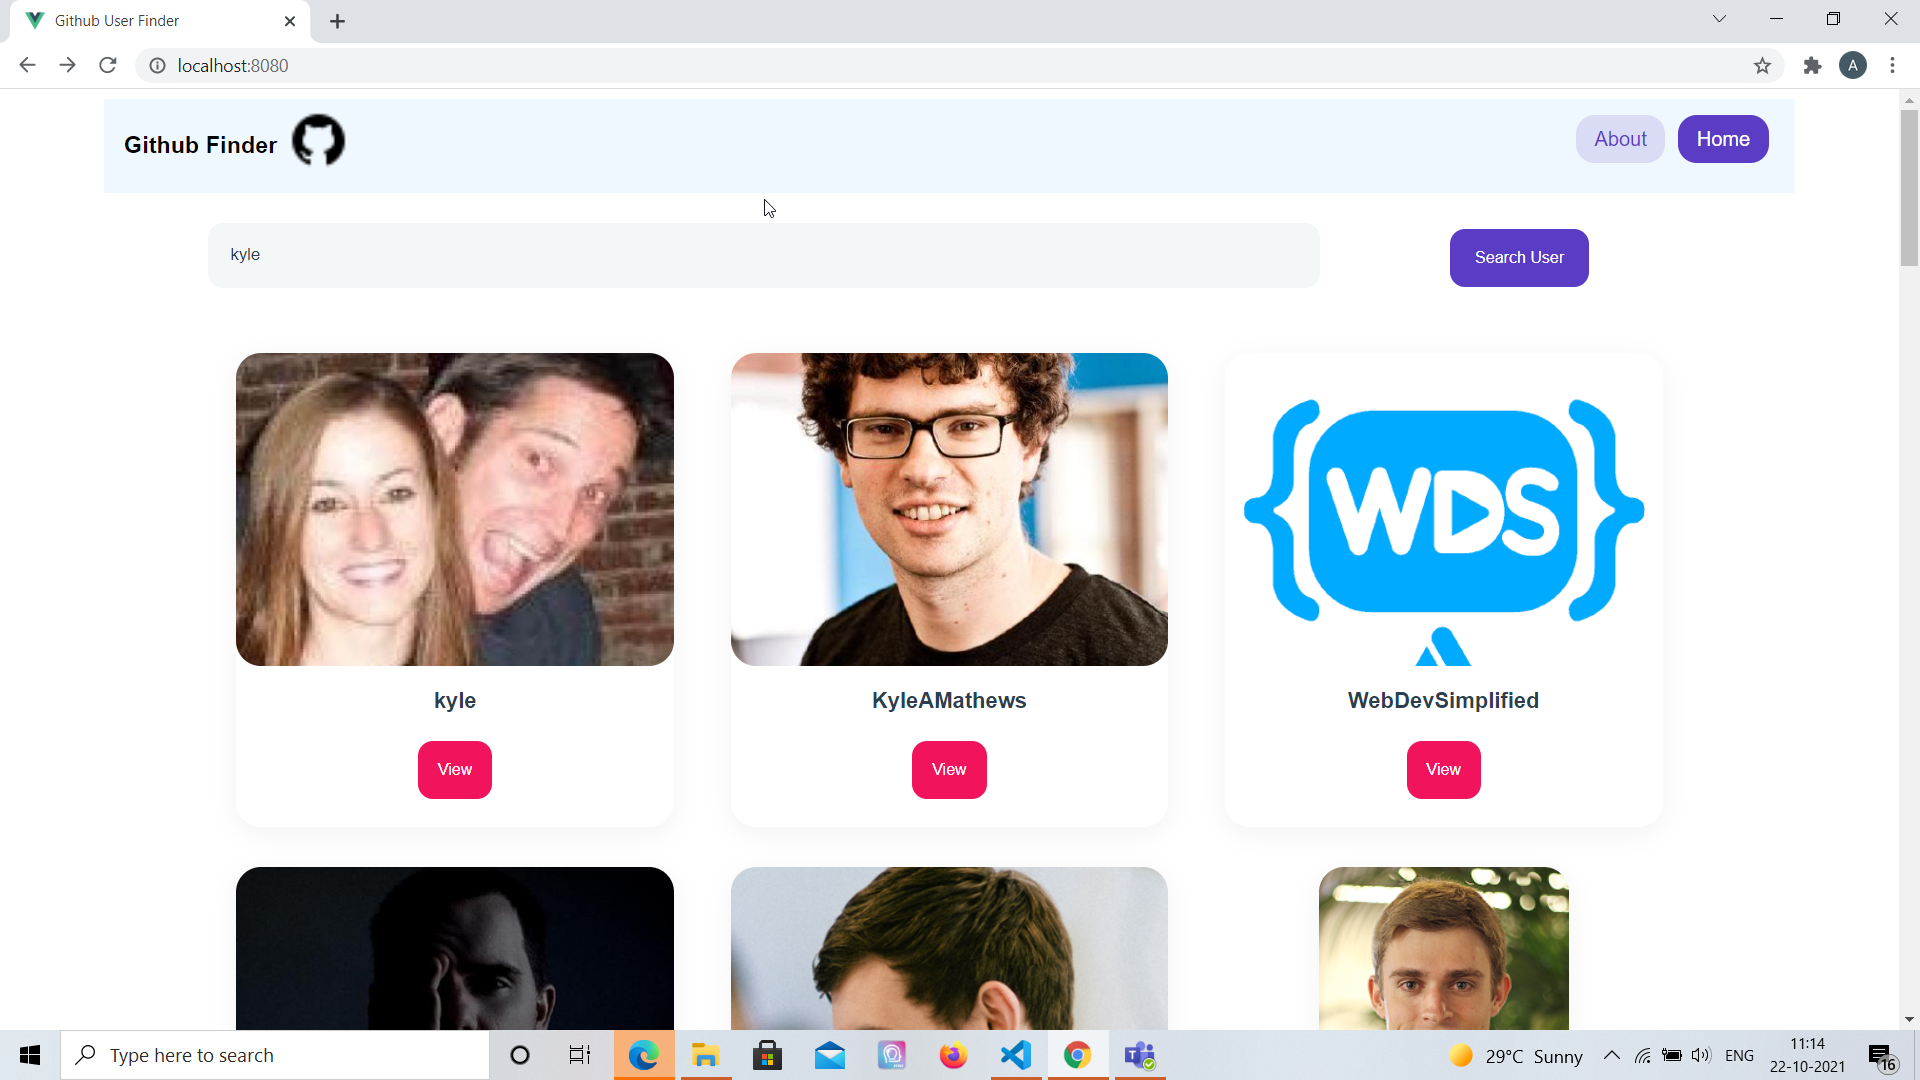 Github User Finder
localhost:8080
A
Github Finder
About
Home
kyle
Search User
WDS
kyle
KyleAMathews
WebDevSimplified
View
View
View
Type here to search
29°C Sunny
ENG
11:14
22-10-2021
16